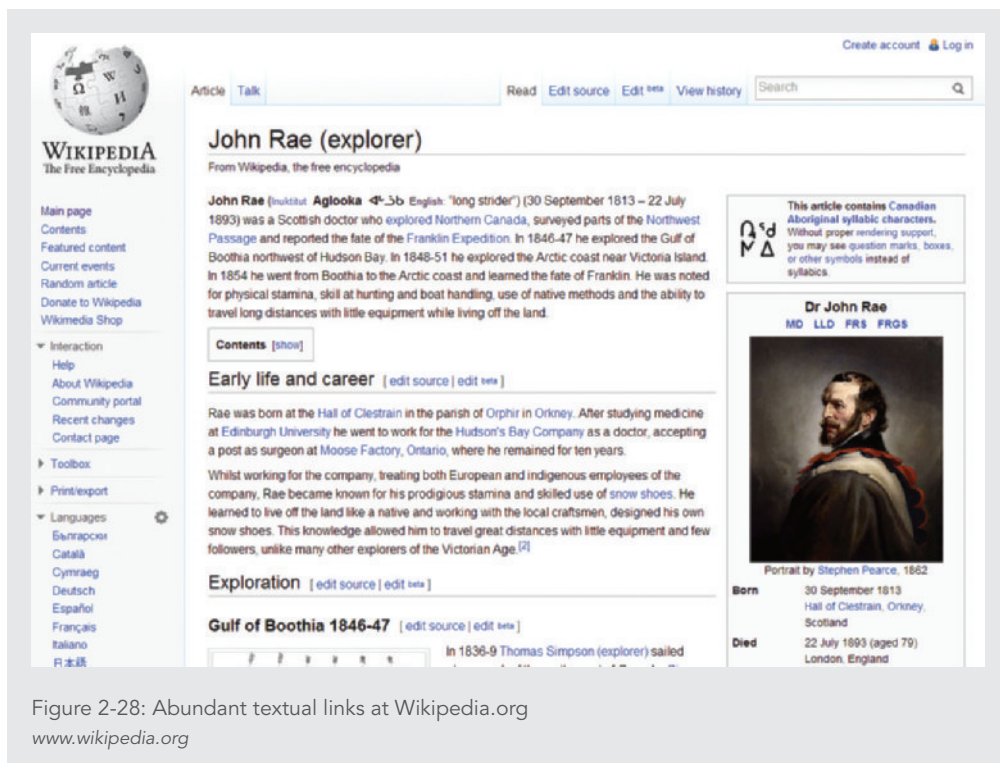 Create account Log in
Article Talk Read Edit source Edit beta View history Search
WIKIPEDIA
The Free Encyclopedia
Main page
Contents
Featured content
Current events
Random article
Donate to Wikipedia
Wikimedia Shop
Interaction
Help
About Wikipedia
Community portal
Recent changes
Contact page
Toolbox
Print/export
Languages
Български
Català
Cymraeg
Deutsch
Español
Français
Italiano
日本語
John Rae (explorer)
From Wikipedia, the free encyclopedia
John Rae (Inuktitut Aglooka ᐊᒡᓘᑲ English: "long strider") (30 September 1813 – 22 July
1893) was a Scottish doctor who explored Northern Canada, surveyed parts of the Northwest
Passage and reported the fate of the Franklin Expedition. In 1846-47 he explored the Gulf of
Boothia northwest of Hudson Bay. In 1848-51 he explored the Arctic coast near Victoria Island.
In 1854 he went from Boothia to the Arctic coast and learned the fate of Franklin. He was noted
for physical stamina, skill at hunting and boat handling, use of native methods and the ability to
travel long distances with little equipment while living off the land.
Contents [show]
Early life and career [ edit source | edit beta ]
Rae was born at the Hall of Clestrain in the parish of Orphir in Orkney. After studying medicine
at Edinburgh University he went to work for the Hudson's Bay Company as a doctor, accepting
a post as surgeon at Moose Factory, Ontario, where he remained for ten years.
Whilst working for the company, treating both European and indigenous employees of the
company, Rae became known for his prodigious stamina and skilled use of snow shoes. He
learned to live off the land like a native and working with the local craftsmen, designed his own
snow shoes. This knowledge allowed him to travel great distances with little equipment and few
followers, unlike many other explorers of the Victorian Age.[2]
Exploration [ edit source | edit beta ]
Gulf of Boothia 1846-47 [ edit source | edit beta ]
In 1836-9 Thomas Simpson (explorer) sailed
This article contains Canadian
Aboriginal syllabic characters.
Without proper rendering support,
you may see question marks, boxes,
or other symbols instead of
syllabics.
Dr John Rae
MD LLD FRS FRGS
Portrait by Stephen Pearce, 1862
Born 30 September 1813
Hall of Clestrain, Orkney,
Scotland
Died 22 July 1893 (aged 79)
London, England
Figure 2-28: Abundant textual links at Wikipedia.org
www.wikipedia.org